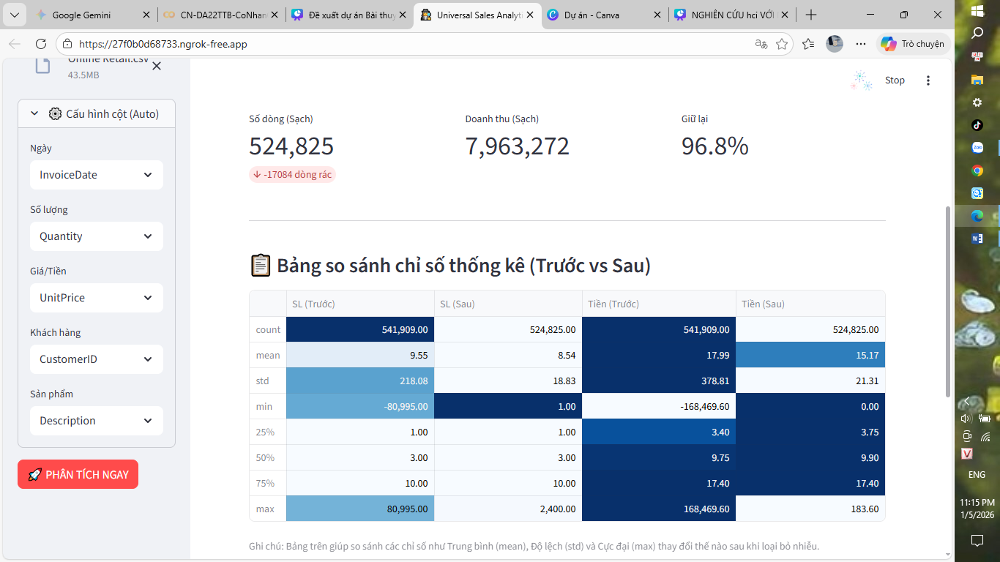 Google Gemini
CN-DA22TTB-CoNhan
Đề xuất dự án Bài thuy
Universal Sales Analyti
Dự án - Canva
NGHIÊN CỨU hci VỚI
https://27f0b0d68733.ngrok-free.app
Trò chuyện
Online Retail.csv
43.5MB
Cấu hình cột (Auto)
Ngày
InvoiceDate
Số lượng
Quantity
Giá/Tiền
UnitPrice
Khách hàng
CustomerID
Sản phẩm
Description
PHÂN TÍCH NGAY
Stop
Số dòng (Sạch) Doanh thu (Sạch) Giữ lại
524,825 7,963,272 96.8%
↓ -17084 dòng rác
Bảng so sánh chỉ số thống kê (Trước vs Sau)
SL (Trước) SL (Sau) Tiền (Trước) Tiền (Sau)
count 541,909.00 524,825.00 541,909.00 524,825.00
mean 9.55 8.54 17.99 15.17
std 218.08 18.83 378.81 21.31
min -80,995.00 1.00 -168,469.60 0.00
25% 1.00 1.00 3.40 3.75
50% 3.00 3.00 9.75 9.90
75% 10.00 10.00 17.40 17.40
max 80,995.00 2,400.00 168,469.60 183.60
Ghi chú: Bảng trên giúp so sánh các chỉ số như Trung bình (mean), Độ lệch (std) và Cực đại (max) thay đổi thế nào sau khi loại bỏ nhiễu.
Zalo
ENG
11:15 PM
1/5/2026